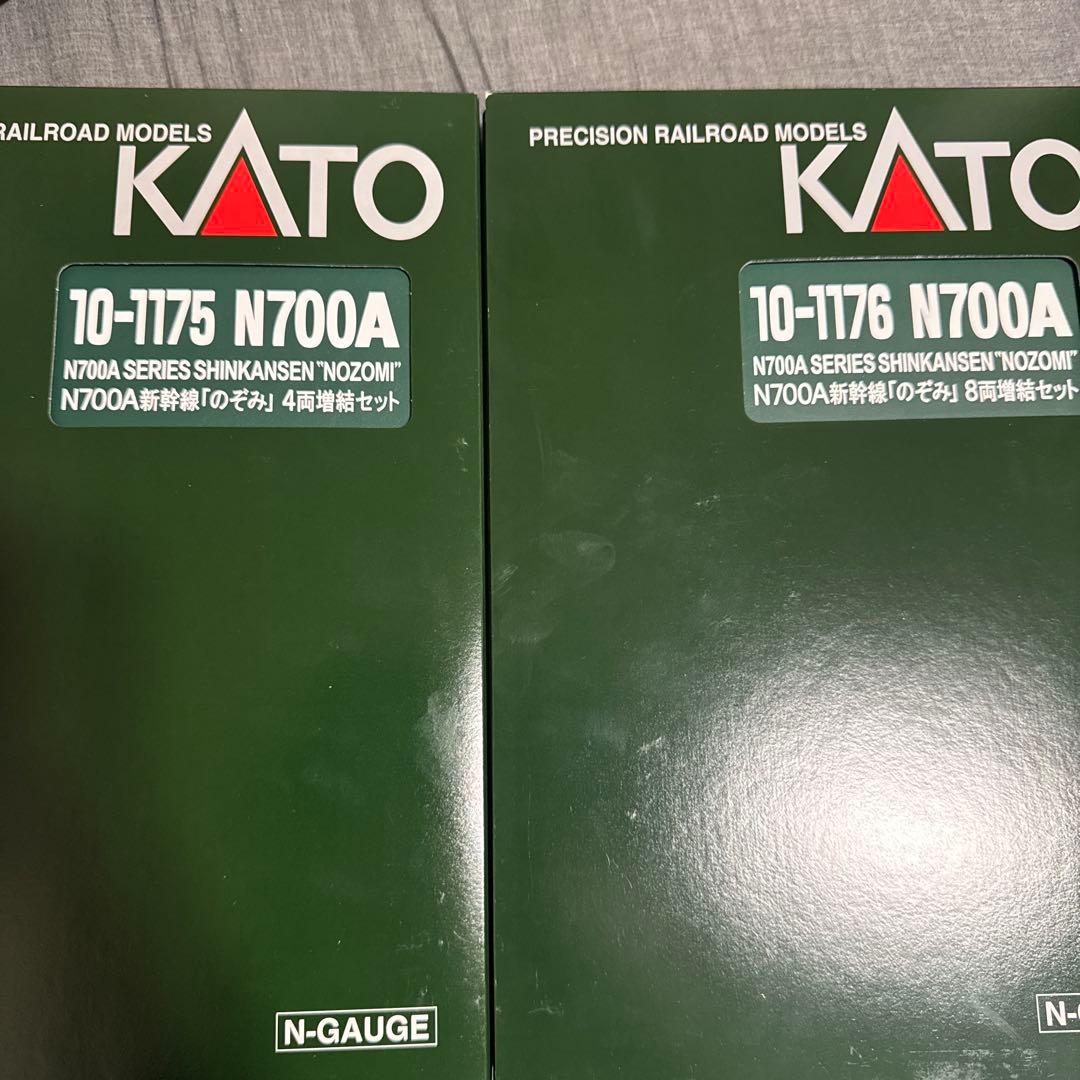 RAILROAD MODELS
KATO
10-1175 N700A
N700A SERIES SHINKANSEN "NOZOMI"
N700A新幹線「のぞみ」 4両増結セット
N-GAUGE
PRECISION RAILROAD MODELS
KATO
10-1176 N700A
N700A SERIES SHINKANSEN "NOZOMI"
N700A新幹線「のぞみ」 8両増結セット
N-